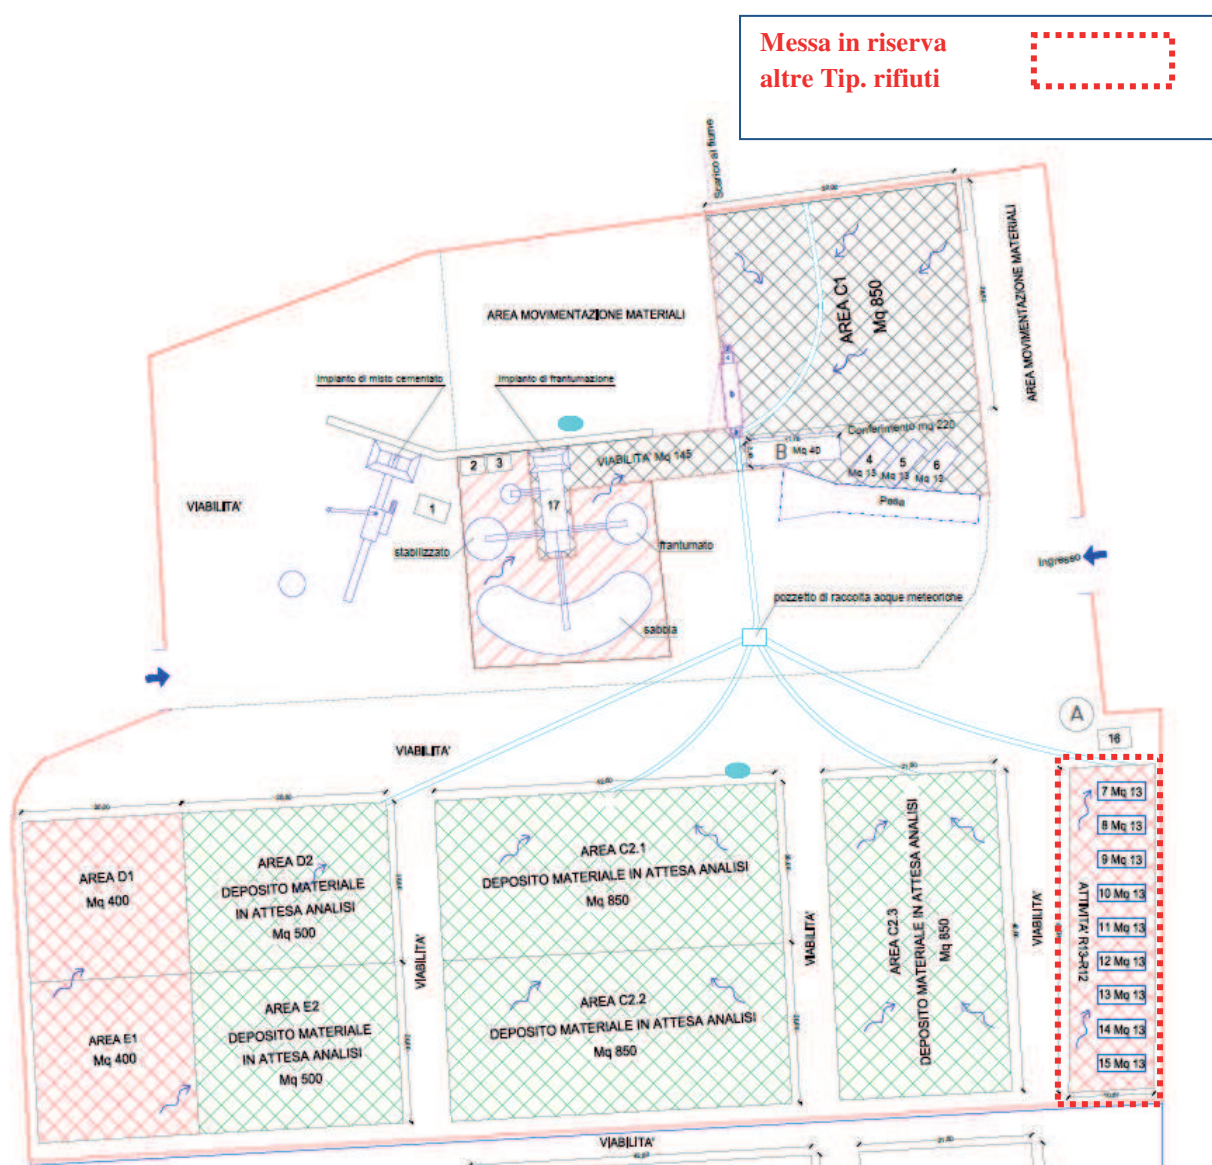 Messa in riserva
altre Tip. rifiuti
Scarico al fiume
AREA C1
Mq 850
AREA MOVIMENTAZIONE MATERIALI
AREA MOVIMENTAZIONE MATERIALI
Impianto di misto cementato
Impianto di frantumazione
Conferimento mq 220
VIABILITA' Mq 145
B Mq 40
4
Mq 13
5
Mq 13
6
Mq 13
Pesa
2
3
1
17
VIABILITA'
stabilizzato
frantumato
sabbia
Ingresso
pozzetto di raccolta acque meteoriche
A
16
VIABILITA'
AREA D1
Mq 400
AREA D2
DEPOSITO MATERIALE
IN ATTESA ANALISI
Mq 500
AREA C2.1
DEPOSITO MATERIALE IN ATTESA ANALISI
Mq 850
AREA C2.3
DEPOSITO MATERIALE IN ATTESA ANALISI
Mq 850
VIABILITA'
VIABILITA'
VIABILITA'
ATTIVITA' R13-R12
7 Mq 13
8 Mq 13
9 Mq 13
10 Mq 13
11 Mq 13
12 Mq 13
13 Mq 13
14 Mq 13
15 Mq 13
AREA E1
Mq 400
AREA E2
DEPOSITO MATERIALE
IN ATTESA ANALISI
Mq 500
AREA C2.2
DEPOSITO MATERIALE IN ATTESA ANALISI
Mq 850
VIABILITA'